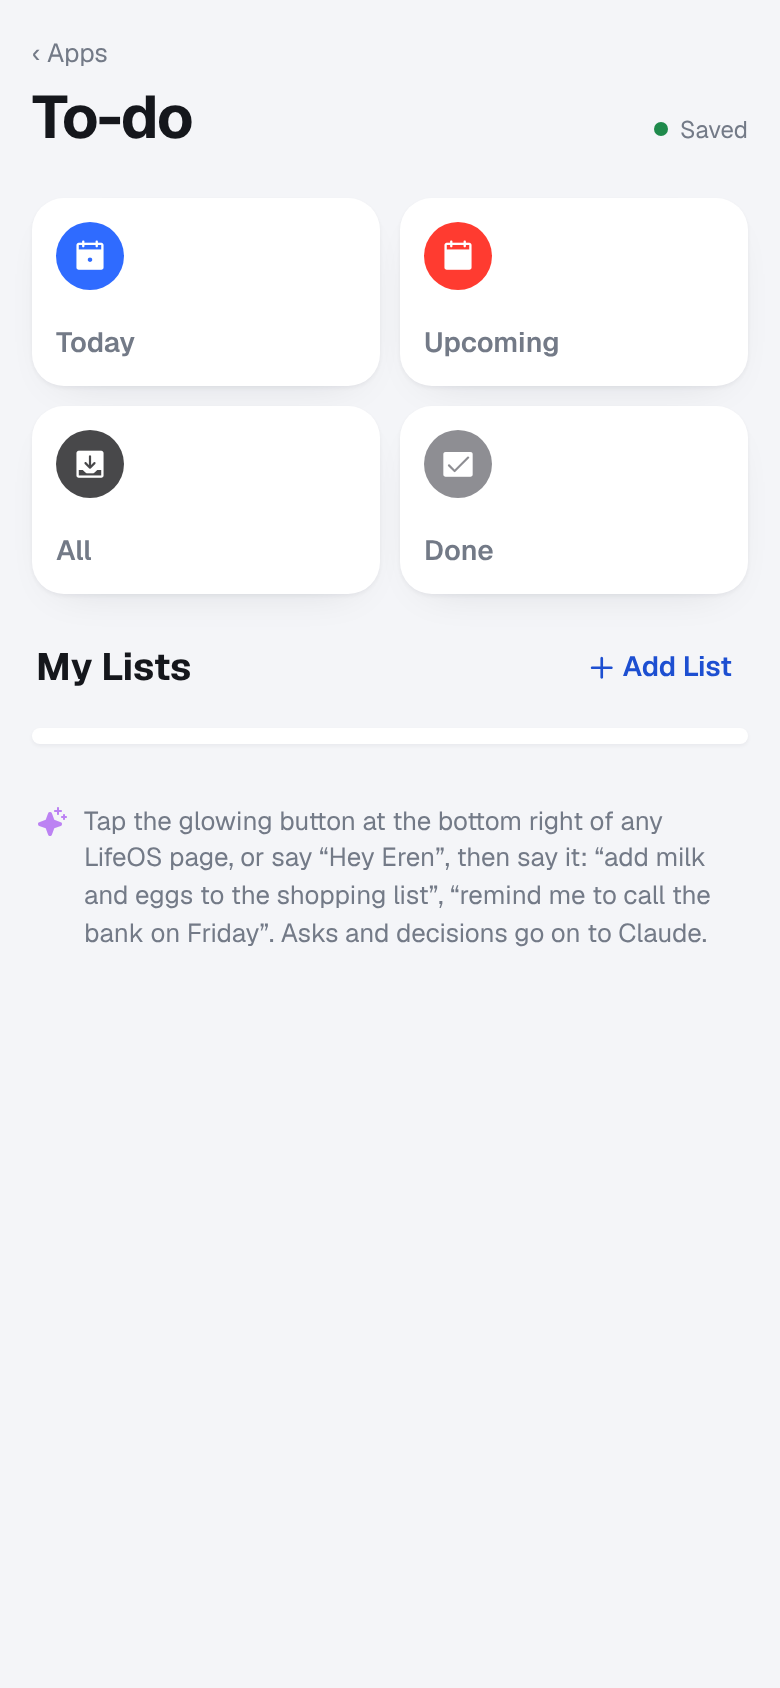 ‹ Apps
To-do
Saved
Today
Upcoming
All
Done
My Lists
+ Add List
Tap the glowing button at the bottom right of any
LifeOS page, or say “Hey Eren”, then say it: “add milk
and eggs to the shopping list”, “remind me to call the
bank on Friday”. Asks and decisions go on to Claude.